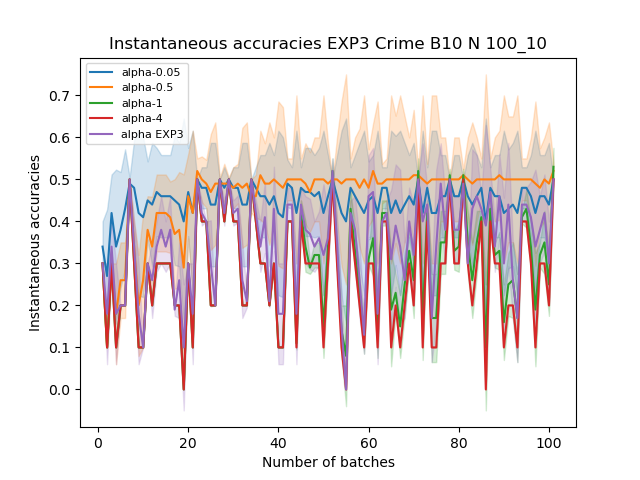 Instantaneous accuracies EXP3 Crime B10 N 100_10
alpha-0.05
alpha-0.5
alpha-1
alpha-4
alpha EXP3
Instantaneous accuracies
0.7
0.6
0.5
0.4
0.3
0.2
0.1
0.0
0 20 40 60 80 100
Number of batches